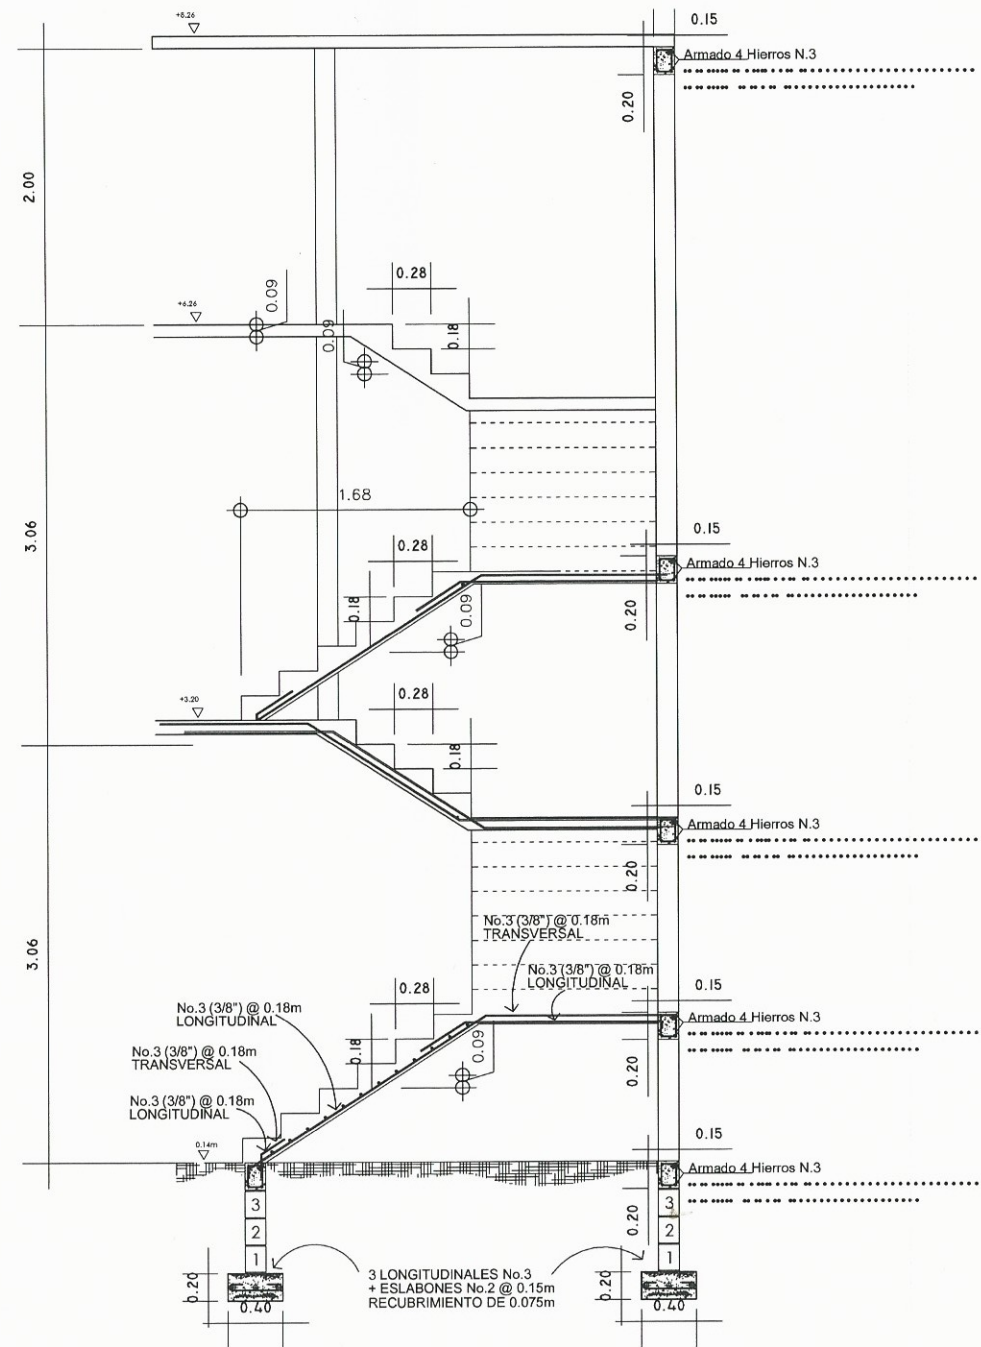 +8.26
0.15
Armado 4 Hierros N.3
0.20
2.00
0.28
0.09
+6.26
0.09
0.18
1.68
3.06
0.15
0.28
Armado 4 Hierros N.3
0.18
0.09
0.20
0.28
+3.20
0.18
0.15
Armado 4 Hierros N.3
0.20
No.3 (3/8") @ 0.18m
TRANSVERSAL
3.06
No.3 (3/8") @ 0.18m
LONGITUDINAL
0.28
0.15
No.3 (3/8") @ 0.18m
LONGITUDINAL
Armado 4 Hierros N.3
0.18
0.09
No.3 (3/8") @ 0.18m
TRANSVERSAL
0.20
No.3 (3/8") @ 0.18m
LONGITUDINAL
0.14m
0.15
Armado 4 Hierros N.3
3
3
0.20
2
2
1
1
3 LONGITUDINALES No.3
+ ESLABONES No.2 @ 0.15m
RECUBRIMIENTO DE 0.075m
0.20
0.20
0.40
0.40